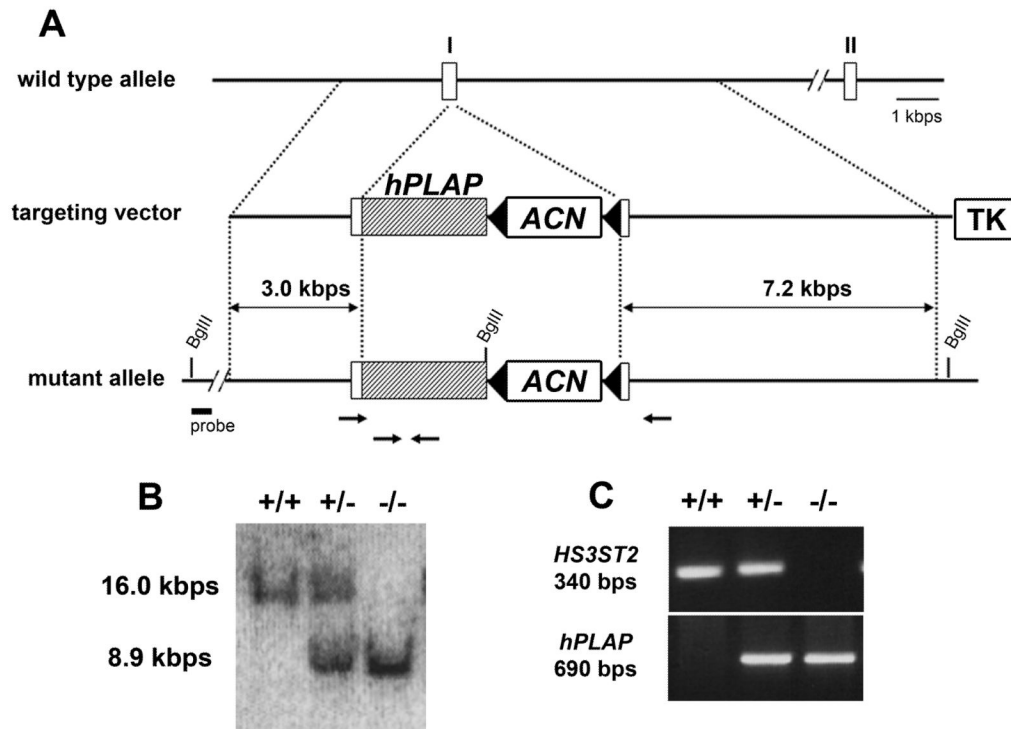 A
I
II
wild type allele
1 kbps
hPLAP
targeting vector
ACN
TK
3.0 kbps
7.2 kbps
BglII
BglII
BglII
mutant allele
ACN
probe
B
+/+ +/- -/-
16.0 kbps
8.9 kbps
C
+/+ +/- -/-
HS3ST2
340 bps
hPLAP
690 bps